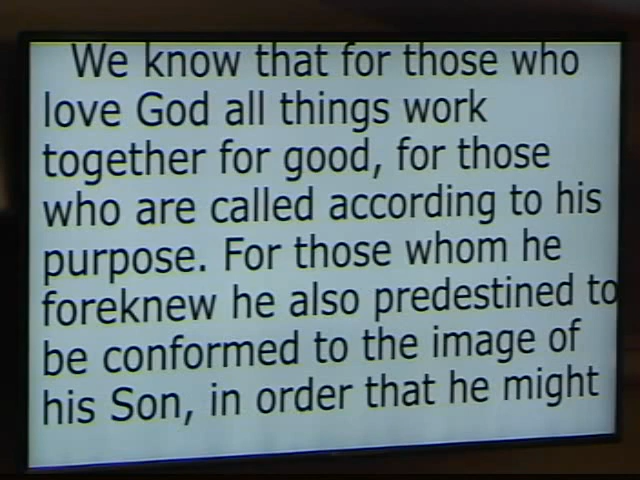 We know that for those who
love God all things work
together for good, for those
who are called according to his
purpose. For those whom he
foreknew he also predestined to
be conformed to the image of
his Son, in order that he might